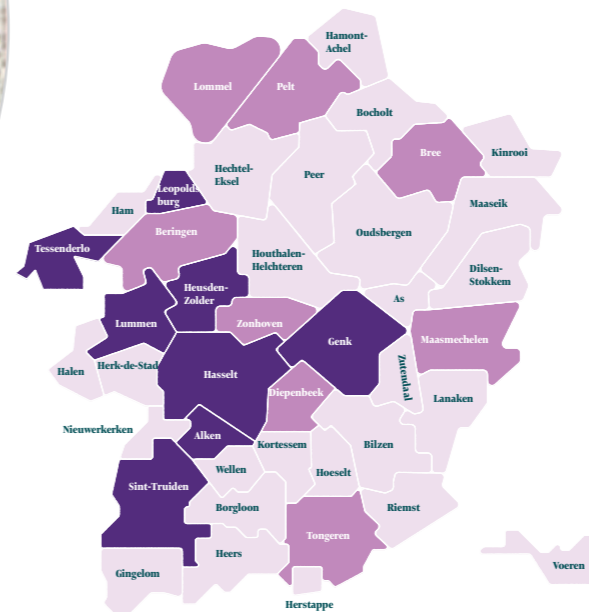 Hamont-
Achel
Lommel
Pelt
Bocholt
Bree
Kinrooi
Hechtel-
Eksel
Peer
Leopolds
burg
Ham
Maaseik
Beringen
Oudsbergen
Tessenderlo
Houthalen-
Helchteren
Dilsen-
Stokkem
Heusden-
Zolder
As
Lummen
Zonhoven
Genk
Maasmechelen
Halen
Herk-de-Stad
Hasselt
Zutendaal
Diepenbeek
Lanaken
Nieuwerkerken
Alken
Kortessem
Bilzen
Wellen
Hoeselt
Sint-Truiden
Borgloon
Riemst
Tongeren
Heers
Voeren
Gingelom
Herstappe